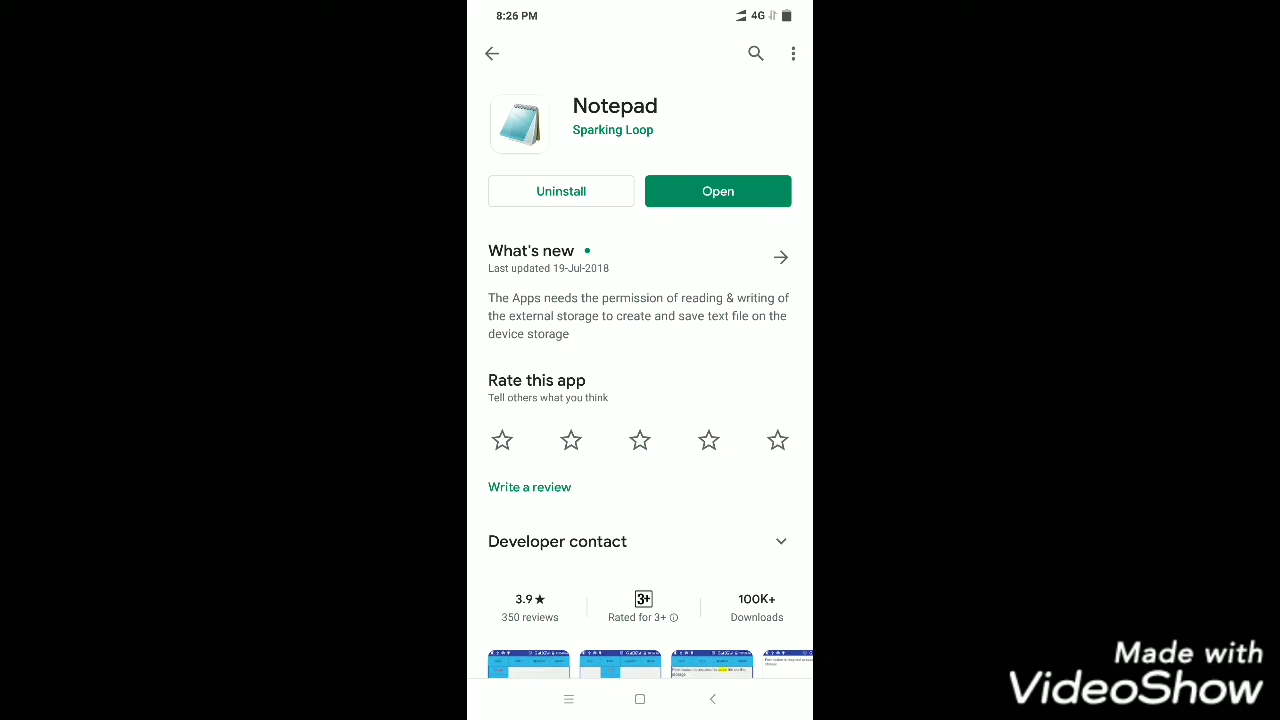 8:26 PM 4G
Notepad
Sparking Loop
Uninstall
Open
What's new
Last updated 19-Jul-2018
The Apps needs the permission of reading & writing of
the external storage to create and save text file on the
device storage
Rate this app
Tell others what you think
Write a review
Developer contact
3.9★ 3+ 100K+
350 reviews Rated for 3+ Downloads
Made with
VideoShow